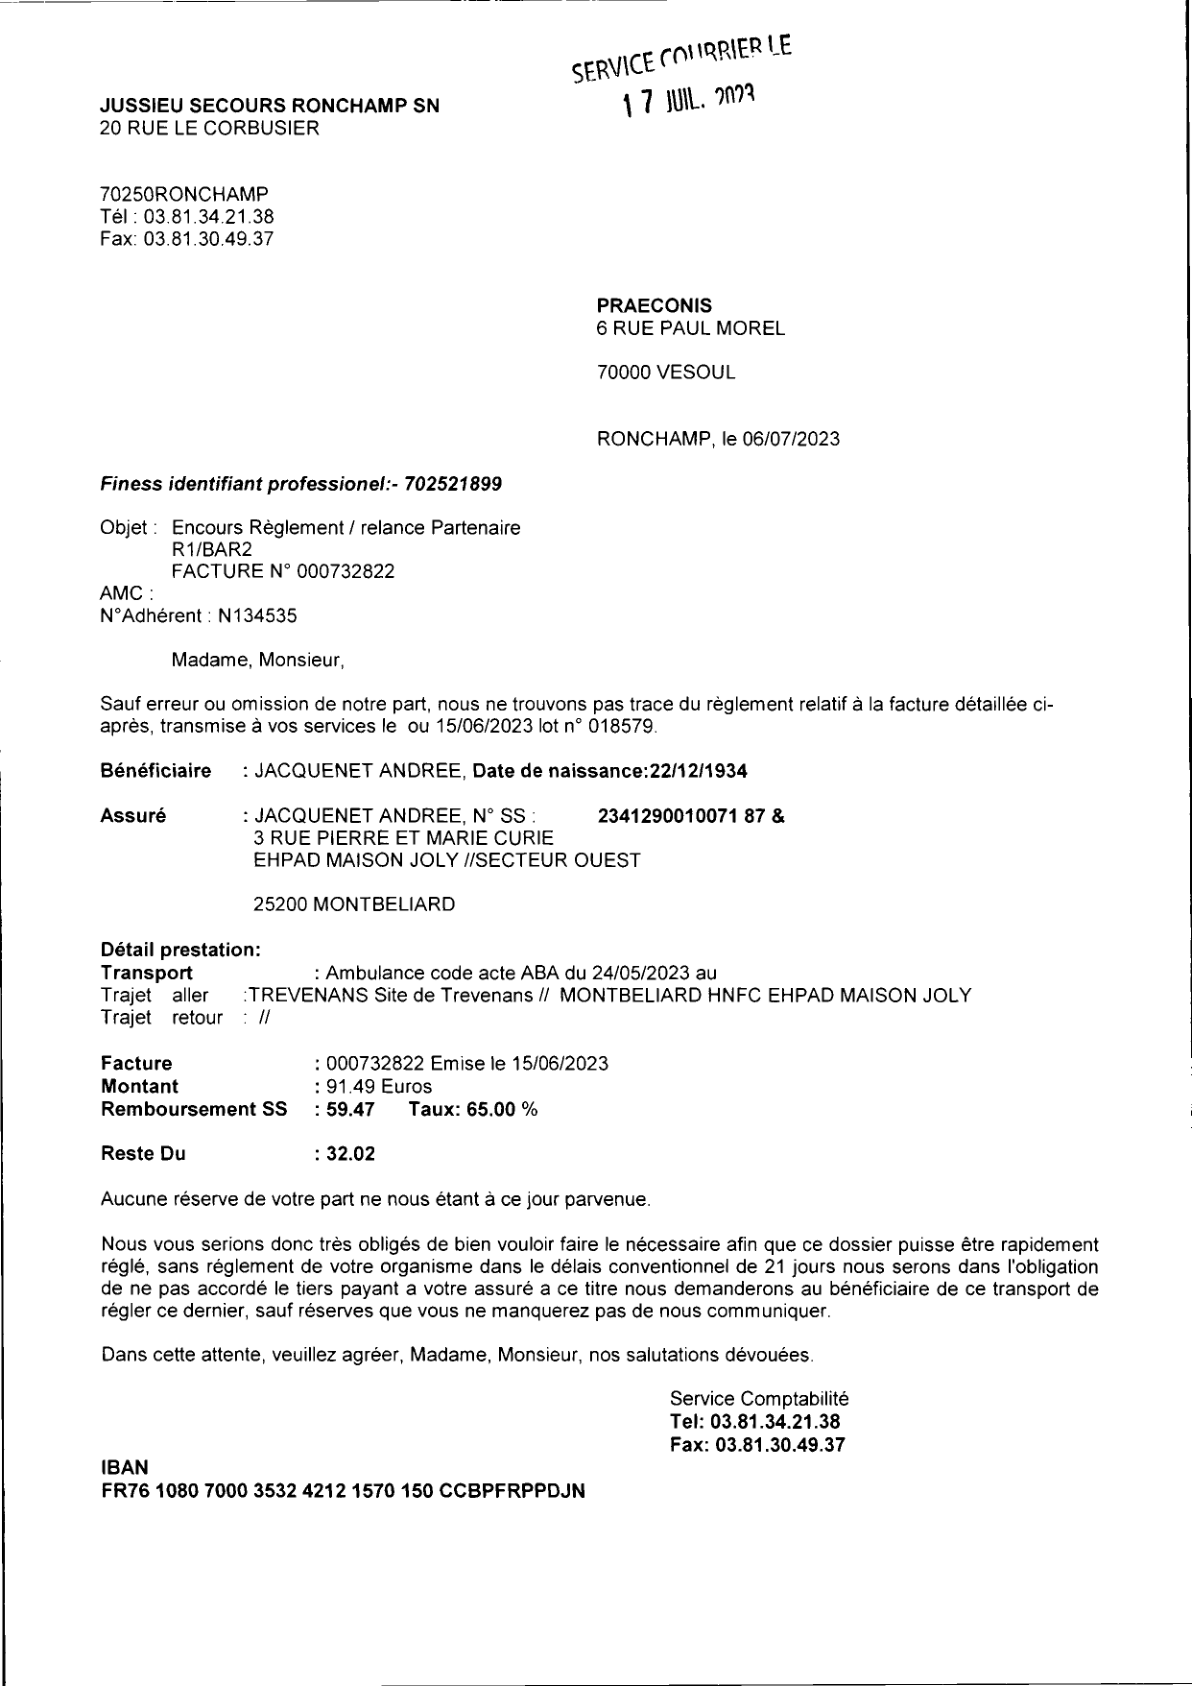 SERVICE COURRIER LE
17 JUIL. 2023
JUSSIEU SECOURS RONCHAMP SN
20 RUE LE CORBUSIER
70250RONCHAMP
Tél : 03.81.34.21.38
Fax: 03.81.30.49.37
PRAECONIS
6 RUE PAUL MOREL
70000 VESOUL
RONCHAMP, le 06/07/2023
Finess identifiant professionel:- 702521899
Objet : Encours Règlement / relance Partenaire
R1/BAR2
FACTURE N° 000732822
AMC :
N°Adhérent : N134535
Madame, Monsieur,
Sauf erreur ou omission de notre part, nous ne trouvons pas trace du règlement relatif à la facture détaillée ci-
après, transmise à vos services le ou 15/06/2023 lot n° 018579.
Bénéficiaire : JACQUENET ANDREE, Date de naissance:22/12/1934
Assuré : JACQUENET ANDREE, N° SS : 2341290010071 87 &
3 RUE PIERRE ET MARIE CURIE
EHPAD MAISON JOLY //SECTEUR OUEST
25200 MONTBELIARD
Détail prestation:
Transport : Ambulance code acte ABA du 24/05/2023 au
Trajet aller :TREVENANS Site de Trevenans // MONTBELIARD HNFC EHPAD MAISON JOLY
Trajet retour : //
Facture : 000732822 Emise le 15/06/2023
Montant : 91.49 Euros
Remboursement SS : 59.47 Taux: 65.00 %
Reste Du : 32.02
Aucune réserve de votre part ne nous étant à ce jour parvenue.
Nous vous serions donc très obligés de bien vouloir faire le nécessaire afin que ce dossier puisse être rapidement
réglé, sans réglement de votre organisme dans le délais conventionnel de 21 jours nous serons dans l'obligation
de ne pas accordé le tiers payant a votre assuré a ce titre nous demanderons au bénéficiaire de ce transport de
régler ce dernier, sauf réserves que vous ne manquerez pas de nous communiquer.
Dans cette attente, veuillez agréer, Madame, Monsieur, nos salutations dévouées.
Service Comptabilité
Tel: 03.81.34.21.38
Fax: 03.81.30.49.37
IBAN
FR76 1080 7000 3532 4212 1570 150 CCBPFRPPDJN